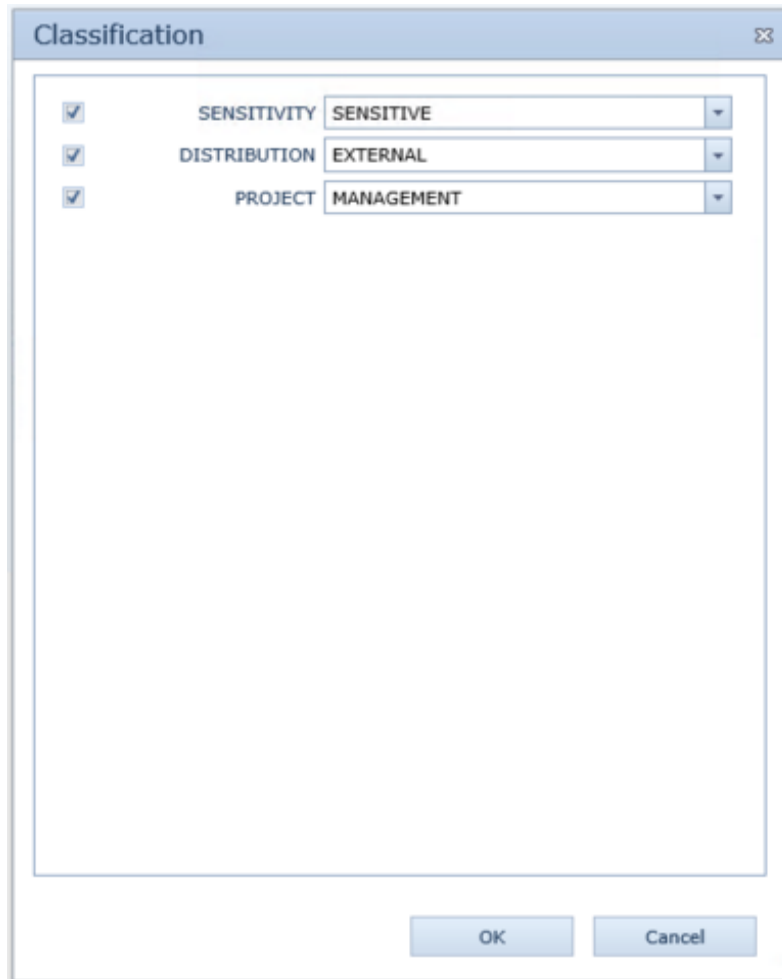 Classification
SENSITIVITY SENSITIVE
DISTRIBUTION EXTERNAL
PROJECT MANAGEMENT
OK Cancel